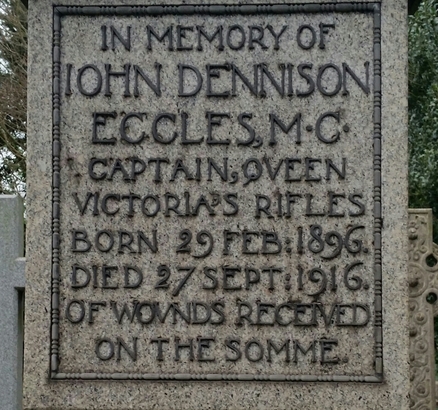 IN MEMORY OF
IOHN DENNISON
ECCLES, M·C·
CAPTAIN, QVEEN
VICTORIA'S RIFLES
BORN 29 FEB: 1896.
DIED 27 SEPT: 1916.
OF WOVNDS RECEIVED
ON THE SOMME.